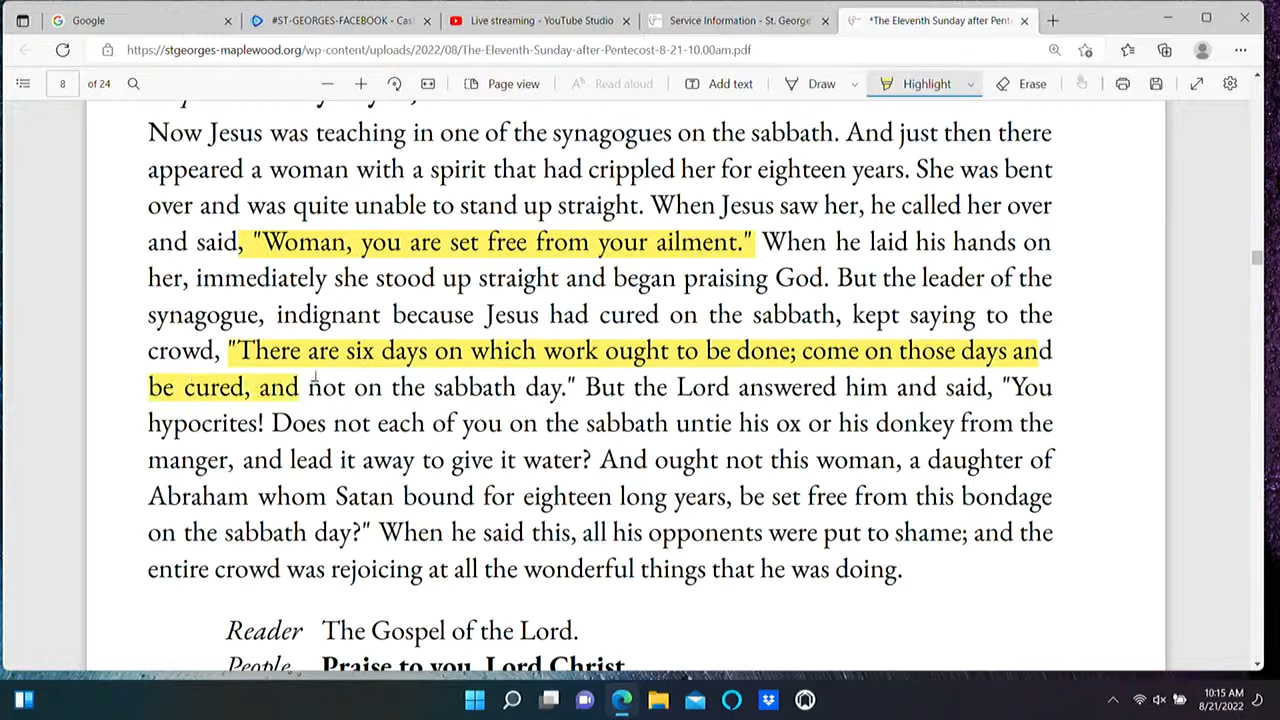 Google
#ST-GEORGES-FACEBOOK - Cas
Live streaming - YouTube Studio
Service Information - St. George
*The Eleventh Sunday after Pent
https://stgeorges-maplewood.org/wp-content/uploads/2022/08/The-Eleventh-Sunday-after-Pentecost-8-21-10.00am.pdf
8 of 24
Page view
Read aloud
Add text
Draw
Highlight
Erase
Now Jesus was teaching in one of the synagogues on the sabbath. And just then there
appeared a woman with a spirit that had crippled her for eighteen years. She was bent
over and was quite unable to stand up straight. When Jesus saw her, he called her over
and said, "Woman, you are set free from your ailment." When he laid his hands on
her, immediately she stood up straight and began praising God. But the leader of the
synagogue, indignant because Jesus had cured on the sabbath, kept saying to the
crowd, "There are six days on which work ought to be done; come on those days and
be cured, and not on the sabbath day." But the Lord answered him and said, "You
hypocrites! Does not each of you on the sabbath untie his ox or his donkey from the
manger, and lead it away to give it water? And ought not this woman, a daughter of
Abraham whom Satan bound for eighteen long years, be set free from this bondage
on the sabbath day?" When he said this, all his opponents were put to shame; and the
entire crowd was rejoicing at all the wonderful things that he was doing.
Reader The Gospel of the Lord.
People Praise to you, Lord Christ
10:15 AM
8/21/2022